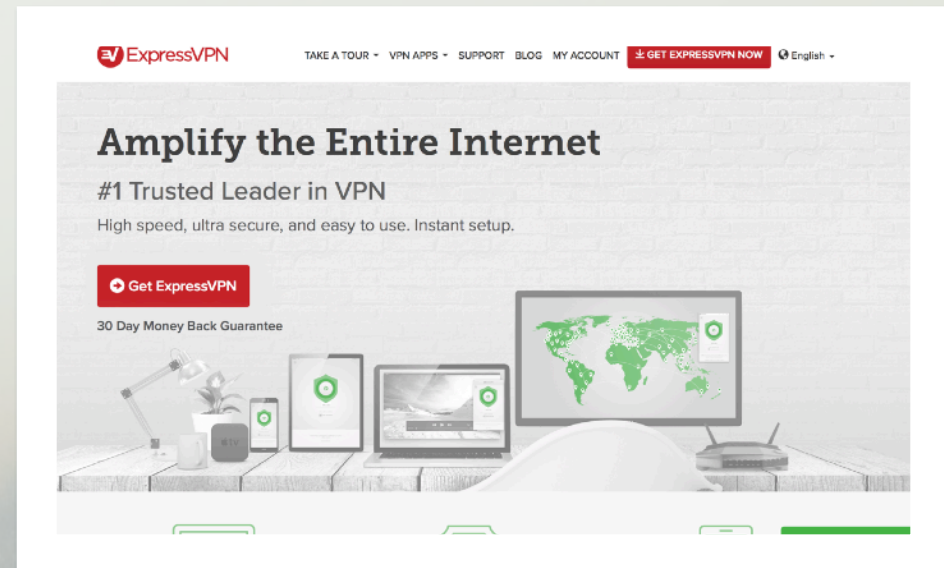 ExpressVPN
TAKE A TOUR VPN APPS SUPPORT BLOG MY ACCOUNT GET EXPRESSVPN NOW English
Amplify the Entire Internet
#1 Trusted Leader in VPN
High speed, ultra secure, and easy to use. Instant setup.
Get ExpressVPN
30 Day Money Back Guarantee
tv